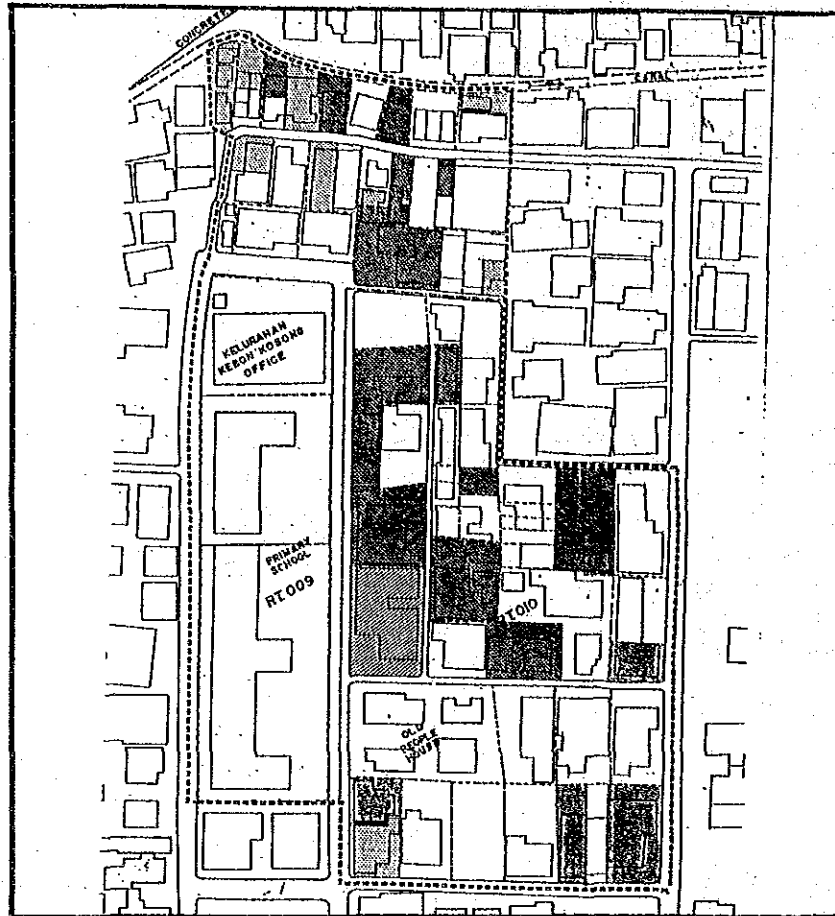 CONCRETE
CANAL
KELURAHAN
KEBON KOSONG
OFFICE
PRIMARY
SCHOOL
RT.009
RT.010
OLD
PEOPLE
HOUSE